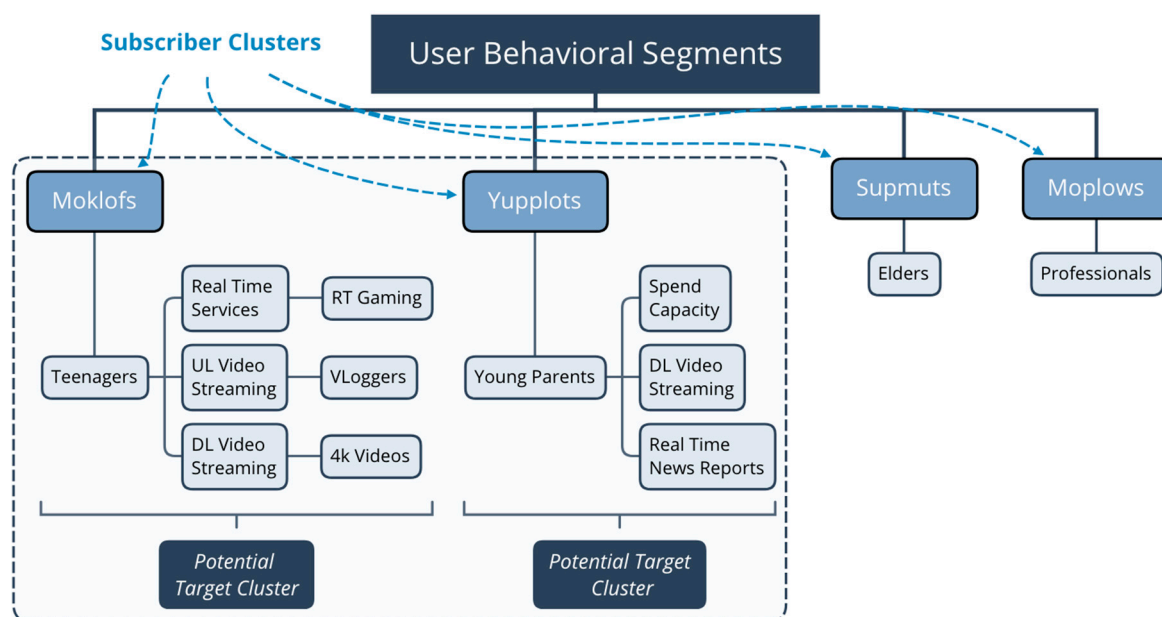 Subscriber Clusters
User Behavioral Segments
Moklofs
Yupplots
Supmuts
Moplows
Elders
Professionals
Teenagers
Real Time
Services
RT Gaming
UL Video
Streaming
VLoggers
DL Video
Streaming
4k Videos
Young Parents
Spend
Capacity
DL Video
Streaming
Real Time
News Reports
Potential
Target Cluster
Potential Target
Cluster